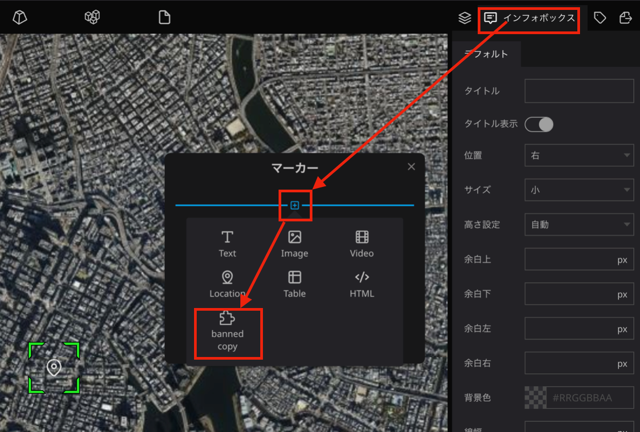 インフォボックス
デフォルト
タイトル
タイトル表示
位置
右
サイズ
小
高さ設定
自動
余白上
px
余白下
px
余白左
px
余白右
px
背景色
#RRGGBBAA
マーカー
Text
Image
Video
Location
Table
HTML
banned
copy